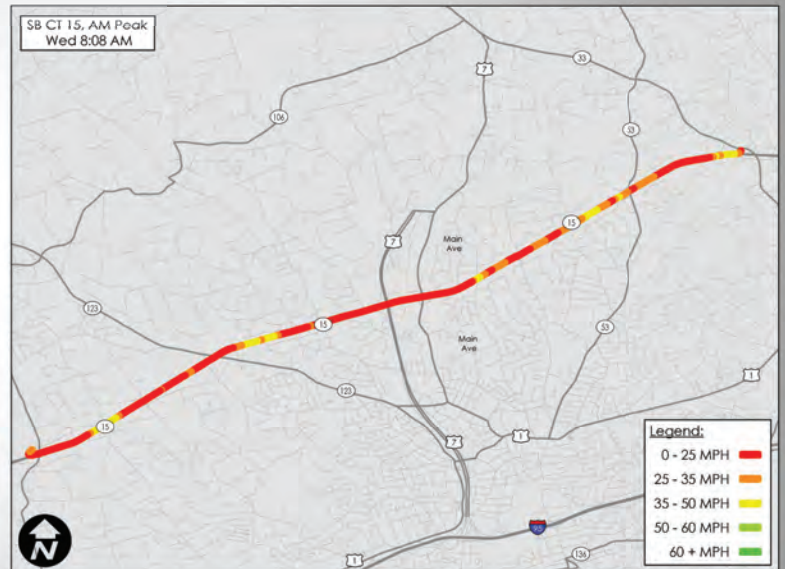 SB CT 15, AM Peak
Wed 8:08 AM
7
33
106
53
15
Main
Ave
7
123
15
Main
Ave
53
1
123
15
1
7
95
1
136
Legend:
0 - 25 MPH
25 - 35 MPH
35 - 50 MPH
50 - 60 MPH
60 + MPH
N